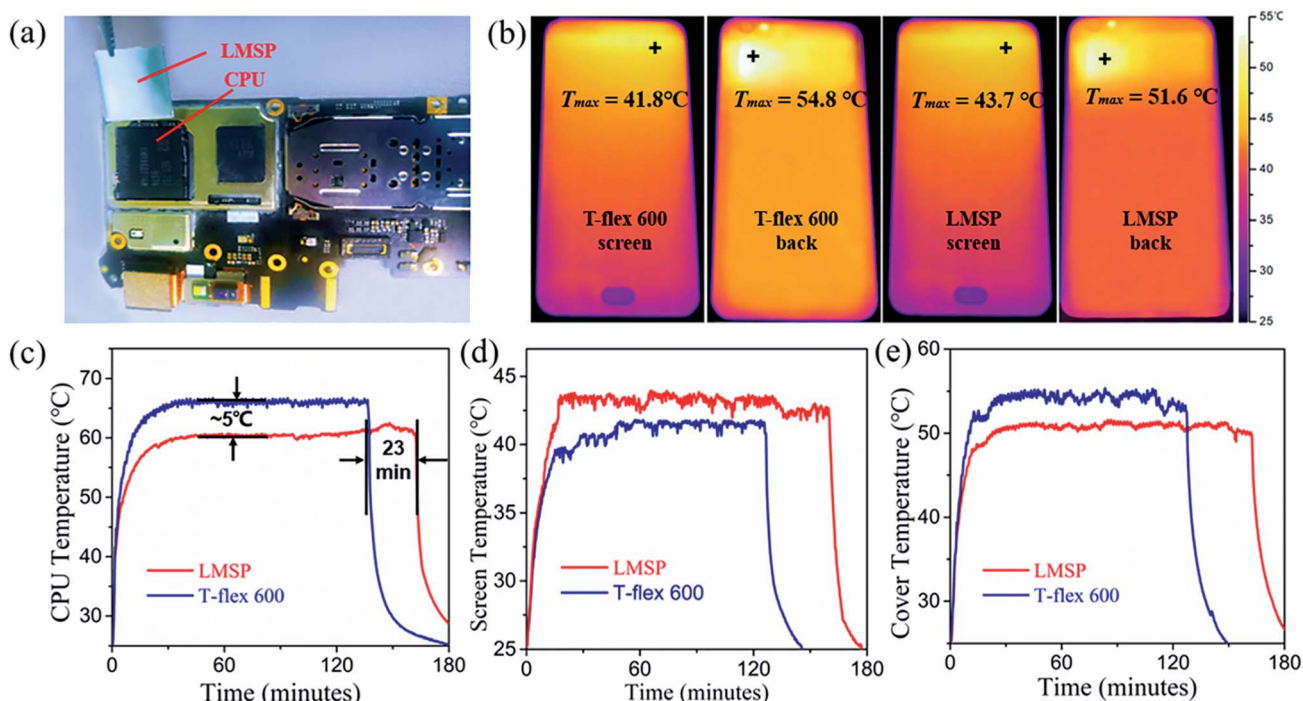 (a)
LMSP
CPU
(b)
T-flex 600
screen
Tmax = 41.8°C
T-flex 600
back
Tmax = 54.8 °C
LMSP
screen
Tmax = 43.7 °C
LMSP
back
Tmax = 51.6 °C
55℃
50
45
40
35
30
25
(c)
CPU Temperature (°C)
70
60
50
40
30
~5℃
23
min
LMSP
T-flex 600
0
60
120
180
Time (minutes)
(d)
Screen Temperature (°C)
45
40
35
30
25
LMSP
T-flex 600
0
60
120
180
Time (minutes)
(e)
Cover Temperature (°C)
60
50
40
30
LMSP
T-flex 600
0
60
120
180
Time (minutes)